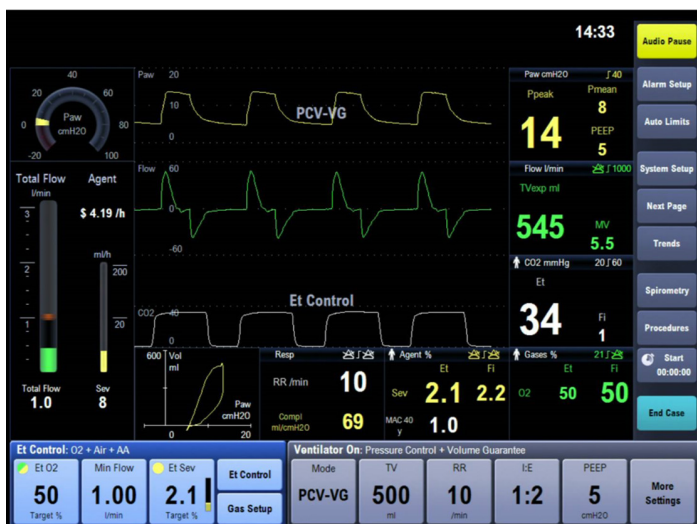 14:33
Audio Pause
Alarm Setup
Auto Limits
System Setup
Next Page
Trends
Spirometry
Procedures
Start
00:00:00
End Case
40
20
60
0
80
-20
100
Paw
cmH2O
Total Flow
l/min
Agent
3
2
1
$ 4.19 /h
ml/h
200
20
Total Flow
1.0
Sev
8
Paw
20
10
0
PCV-VG
Flow
60
0
-60
Et Control
CO2
40
0
Paw cmH2O
40
Ppeak
14
Pmean
8
PEEP
5
Flow l/min
1000
TVexp ml
545
MV
5.5
CO2 mmHg
20 60
Et
34
Fi
1
600
Vol
ml
Paw
cmH2O
0
20
Resp
RR /min
10
Compl
ml/cmH2O
69
Agent %
Et
Fi
Sev
2.1
2.2
MAC 40
y
1.0
Gases %
21
Et
Fi
O2
50
50
Et Control: O2 + Air + AA
Et O2
50
Target %
Min Flow
1.00
l/min
Et Sev
2.1
Target %
Et Control
Gas Setup
Ventilator On: Pressure Control + Volume Guarantee
Mode
PCV-VG
TV
500
ml
RR
10
/min
I:E
1:2
PEEP
5
cmH2O
More
Settings